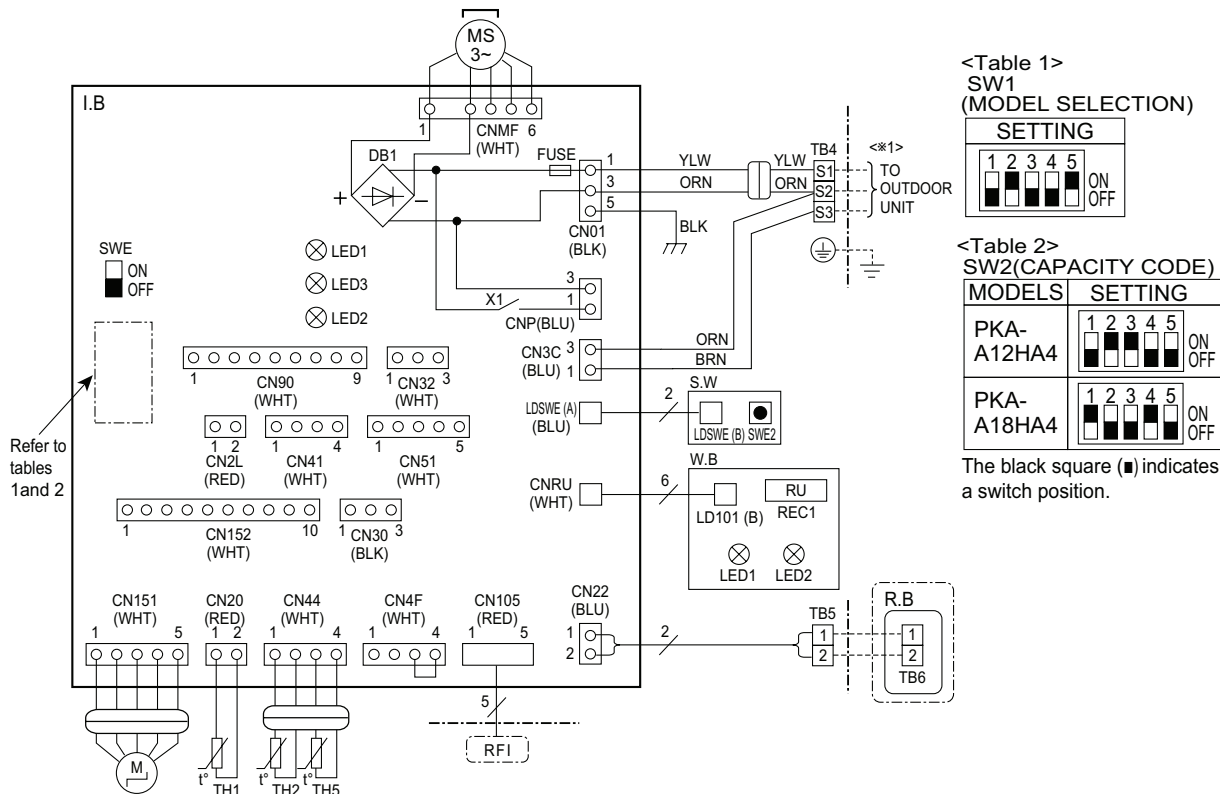 MS
3~
I.B
1 CNMF 6
(WHT)
DB1
FUSE
+
−
1
3
5
CN01
(BLK)
YLW
ORN
BLK
YLW
ORN
TB4
S1
S2
S3
<※1>
TO
OUTDOOR
UNIT
SWE
ON
OFF
LED1
LED3
LED2
X1
3
1
CNP(BLU)
CN3C
(BLU)
3
1
ORN
BRN
Refer to
tables
1and 2
1 9
CN90
(WHT)
1 3
CN32
(WHT)
1 2
CN2L
(RED)
1 4
CN41
(WHT)
1 5
CN51
(WHT)
LDSWE (A)
(BLU)
2
S.W
LDSWE (B) SWE2
CNRU
(WHT)
6
W.B
LD101 (B)
RU
REC1
LED1 LED2
1 10
CN152
(WHT)
1 3
CN30
(BLK)
CN151
(WHT)
1 5
CN20
(RED)
1 2
CN44
(WHT)
1 4
CN4F
(WHT)
1 4
CN105
(RED)
1 5
CN22
(BLU)
1
2
2
TB5
1
2
R.B
1
2
TB6
5
RFI
M
t° TH1
t° TH2
t° TH5
<Table 1>
SW1
(MODEL SELECTION)
SETTING
1 2 3 4 5
ON
OFF
<Table 2>
SW2(CAPACITY CODE)
MODELS SETTING
PKA-
A12HA4
1 2 3 4 5
ON
OFF
PKA-
A18HA4
1 2 3 4 5
ON
OFF
The black square (■) indicates
a switch position.